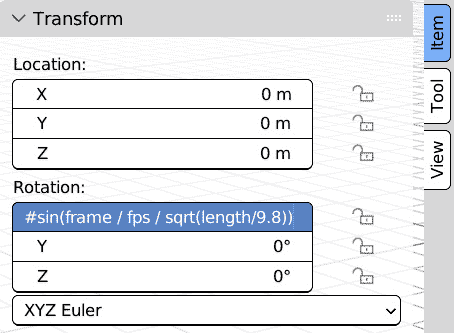 Transform
Location:
X 0 m
Y 0 m
Z 0 m
Rotation:
#sin(frame / fps / sqrt(length/9.8))
Y 0°
Z 0°
XYZ Euler
Item
Tool
View